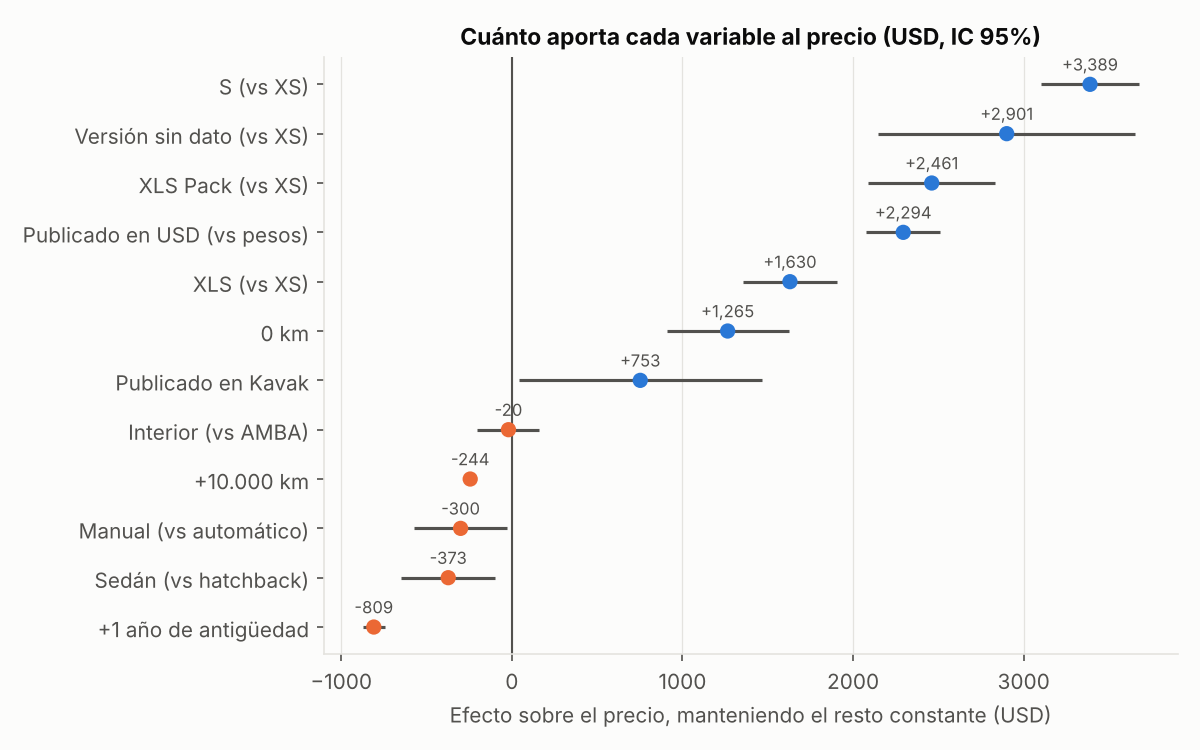 Cuánto aporta cada variable al precio (USD, IC 95%)
S (vs XS)
+3,389
Versión sin dato (vs XS)
+2,901
XLS Pack (vs XS)
+2,461
Publicado en USD (vs pesos)
+2,294
XLS (vs XS)
+1,630
0 km
+1,265
Publicado en Kavak
+753
Interior (vs AMBA)
-20
+10.000 km
-244
Manual (vs automático)
-300
Sedán (vs hatchback)
-373
+1 año de antigüedad
-809
−1000 0 1000 2000 3000
Efecto sobre el precio, manteniendo el resto constante (USD)